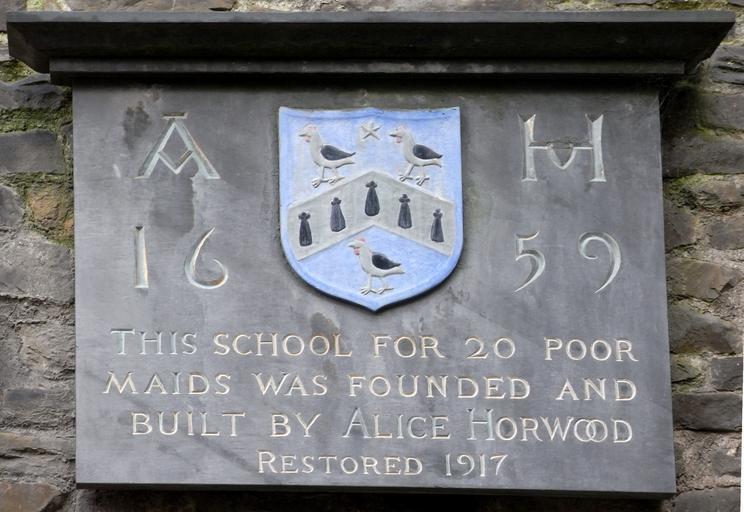 A H
16 59
THIS SCHOOL FOR 20 POOR
MAIDS WAS FOUNDED AND
BUILT BY ALICE HORWOOD
RESTORED 1917